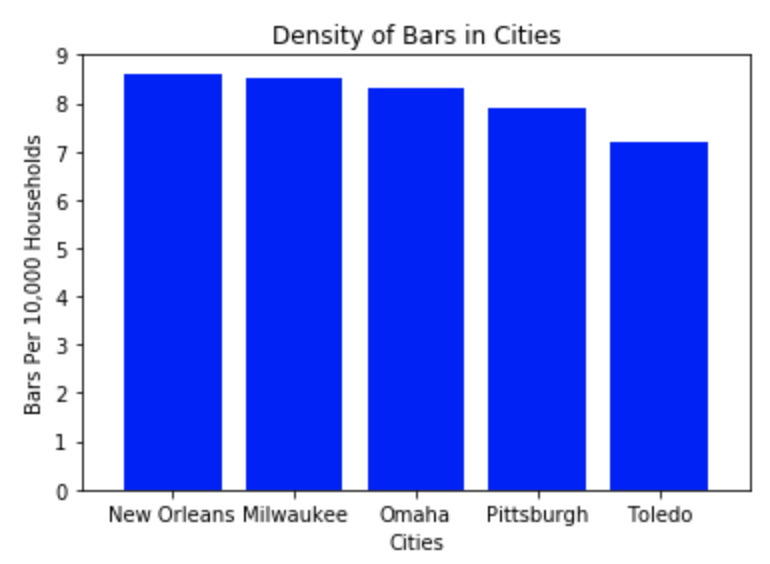 Density of Bars in Cities
Bars Per 10,000 Households
9
8
7
6
5
4
3
2
1
0
New Orleans Milwaukee Omaha Pittsburgh Toledo
Cities